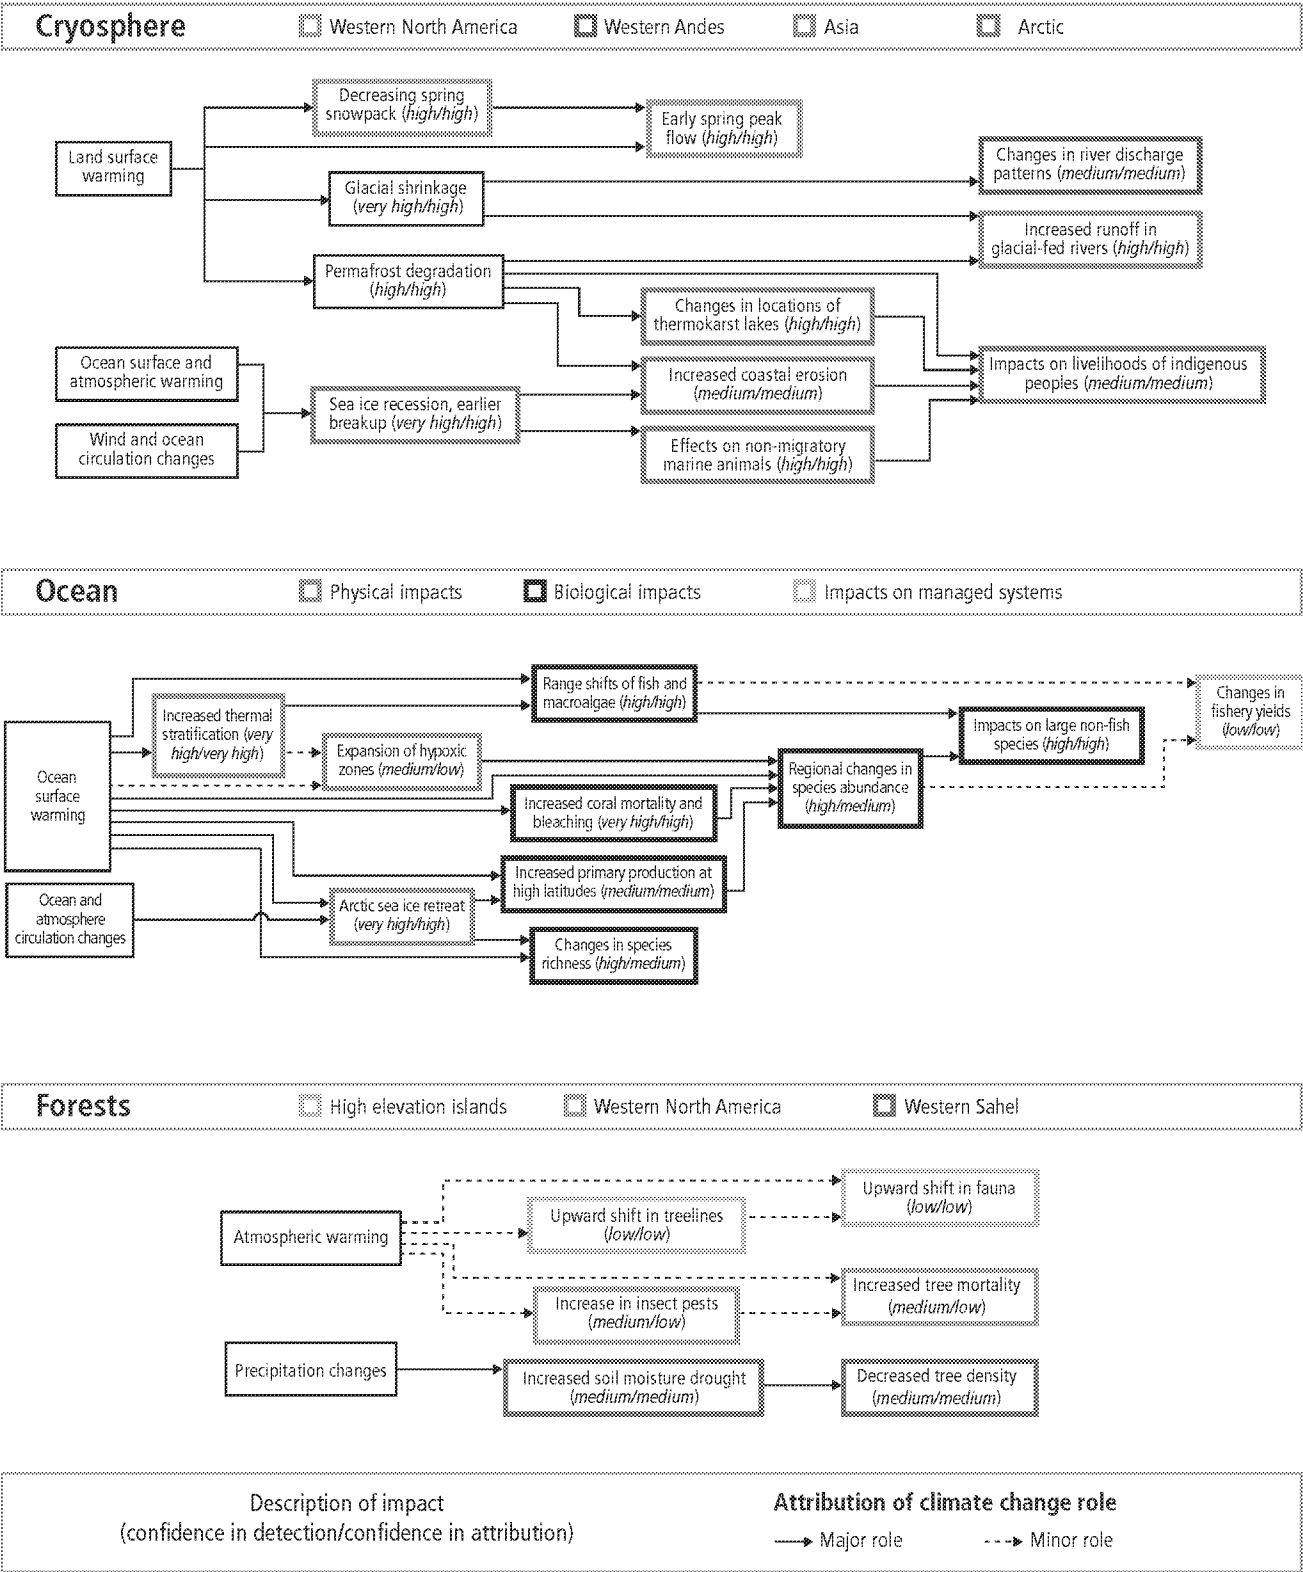 Cryosphere
Western North America
Western Andes
Asia
Arctic
Decreasing spring
snowpack (high/high)
Early spring peak
flow (high/high)
Land surface
warming
Changes in river discharge
patterns (medium/medium)
Glacial shrinkage
(very high/high)
Increased runoff in
glacial-fed rivers (high/high)
Permafrost degradation
(high/high)
Changes in locations of
thermokarst lakes (high/high)
Ocean surface and
atmospheric warming
Increased coastal erosion
(medium/medium)
Impacts on livelihoods of indigenous
peoples (medium/medium)
Sea ice recession, earlier
breakup (very high/high)
Wind and ocean
circulation changes
Effects on non-migratory
marine animals (high/high)
Ocean
Physical impacts
Biological impacts
Impacts on managed systems
Range shifts of fish and
macroalgae (high/high)
Changes in
fishery yields
(low/low)
Increased thermal
stratification (very
high/very high)
Impacts on large non-fish
species (high/high)
Expansion of hypoxic
zones (medium/low)
Regional changes in
species abundance
(high/medium)
Ocean
surface
warming
Increased coral mortality and
bleaching (very high/high)
Increased primary production at
high latitudes (medium/medium)
Ocean and
atmosphere
circulation changes
Arctic sea ice retreat
(very high/high)
Changes in species
richness (high/medium)
Forests
High elevation islands
Western North America
Western Sahel
Upward shift in fauna
(low/low)
Upward shift in treelines
(low/low)
Atmospheric warming
Increased tree mortality
(medium/low)
Increase in insect pests
(medium/low)
Precipitation changes
Increased soil moisture drought
(medium/medium)
Decreased tree density
(medium/medium)
Description of impact
(confidence in detection/confidence in attribution)
Attribution of climate change role
Major role
Minor role